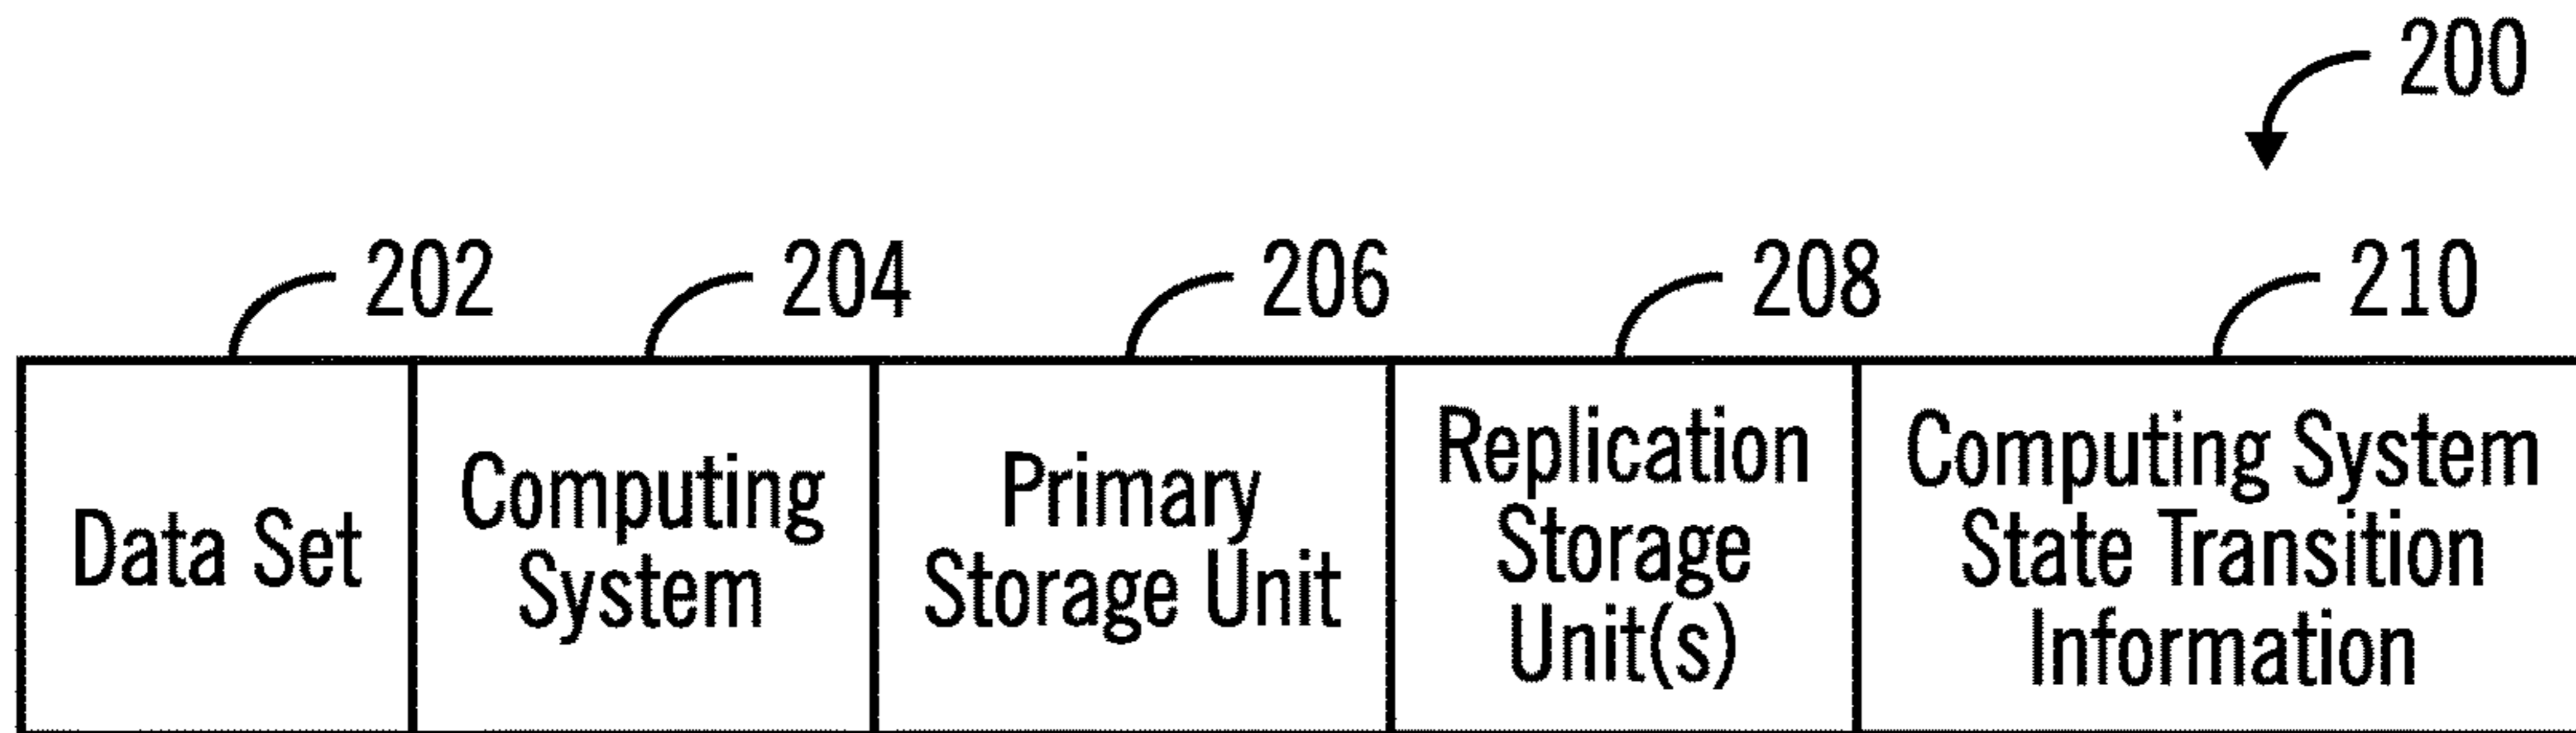 200
202
204
206
208
210
Data Set
Computing
System
Primary
Storage Unit
Replication
Storage
Unit(s)
Computing System
State Transition
Information